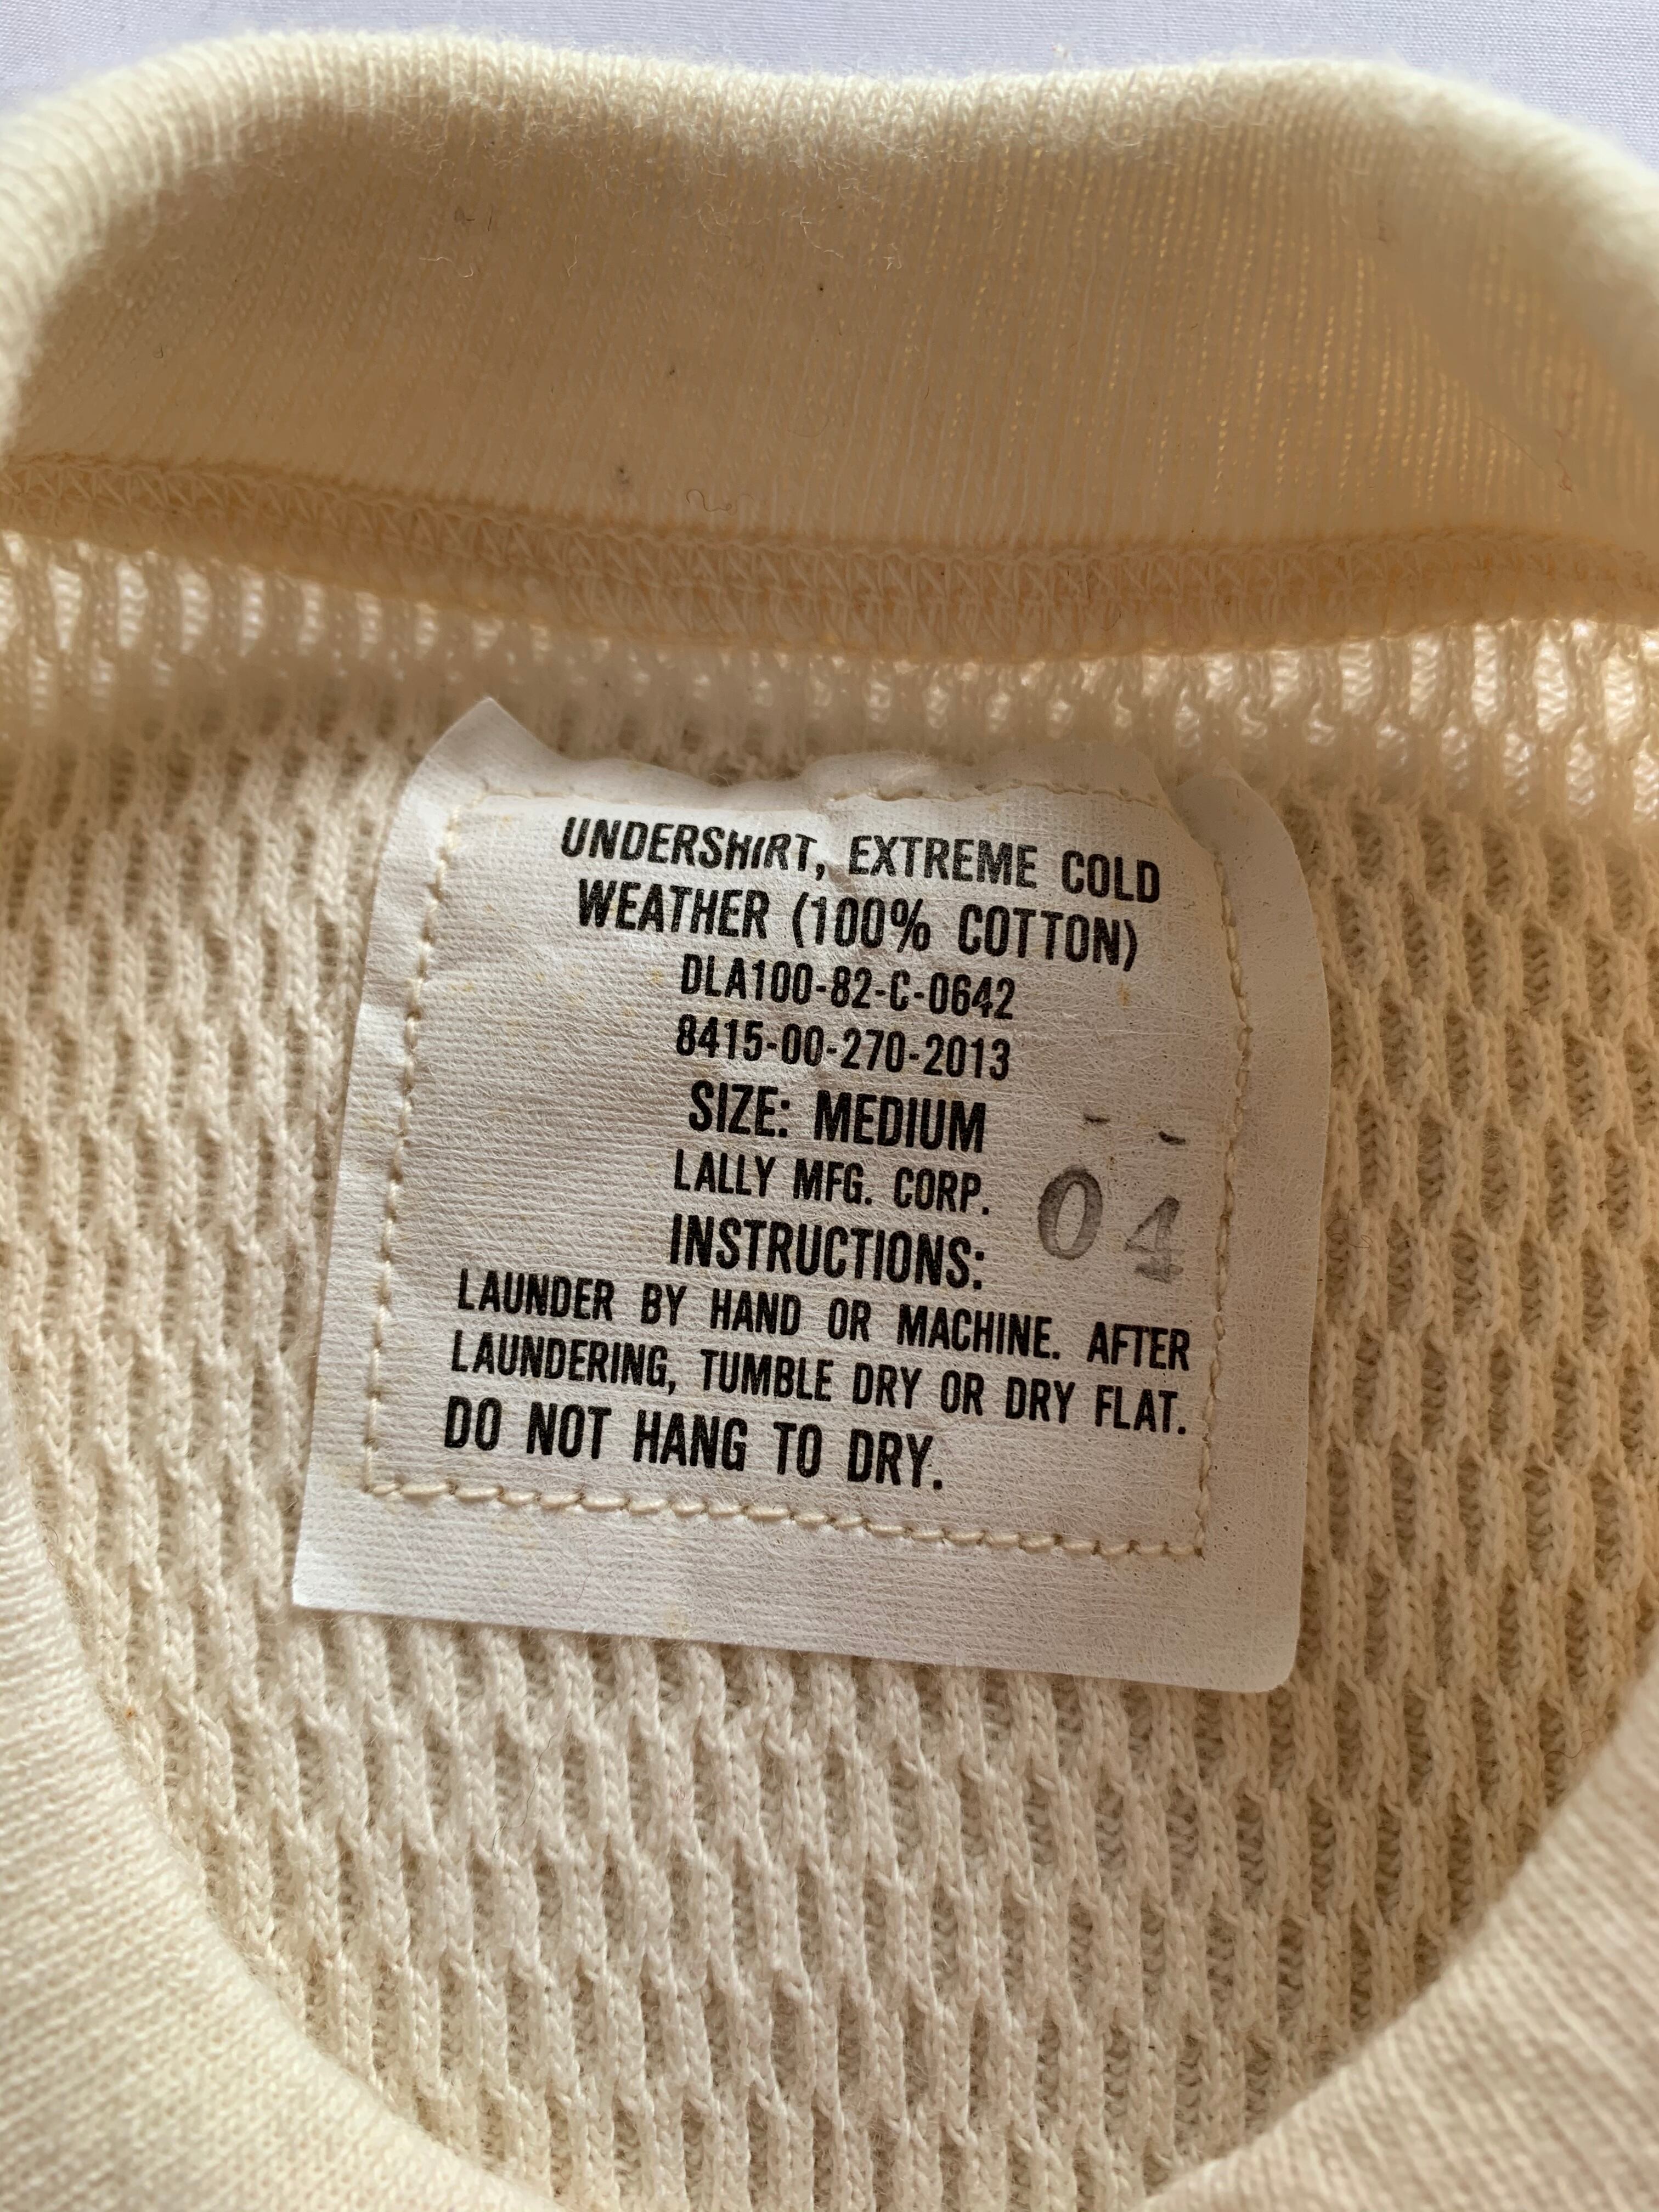 UNDERSHIRT, EXTREME COLD
WEATHER (100% COTTON)
DLA100-82-C-0642
8415-00-270-2013
SIZE: MEDIUM
LALLY MFG. CORP.
04
INSTRUCTIONS:
LAUNDER BY HAND OR MACHINE. AFTER
LAUNDERING, TUMBLE DRY OR DRY FLAT.
DO NOT HANG TO DRY.